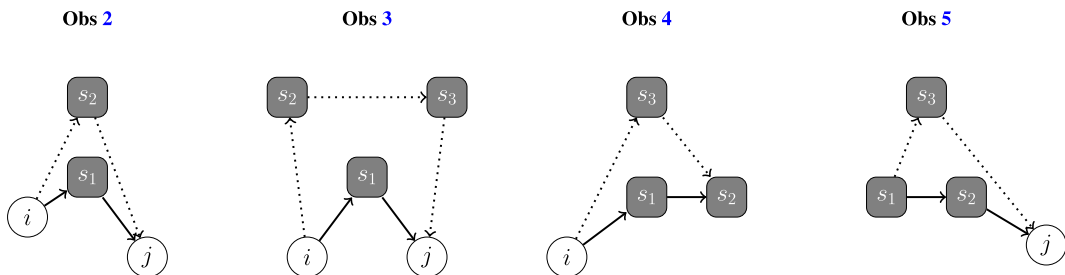 Obs 2
s₂
s₁
i
j
Obs 3
s₂ s₃
s₁
i j
Obs 4
s₃
s₁ s₂
i
Obs 5
s₃
s₁ s₂
j